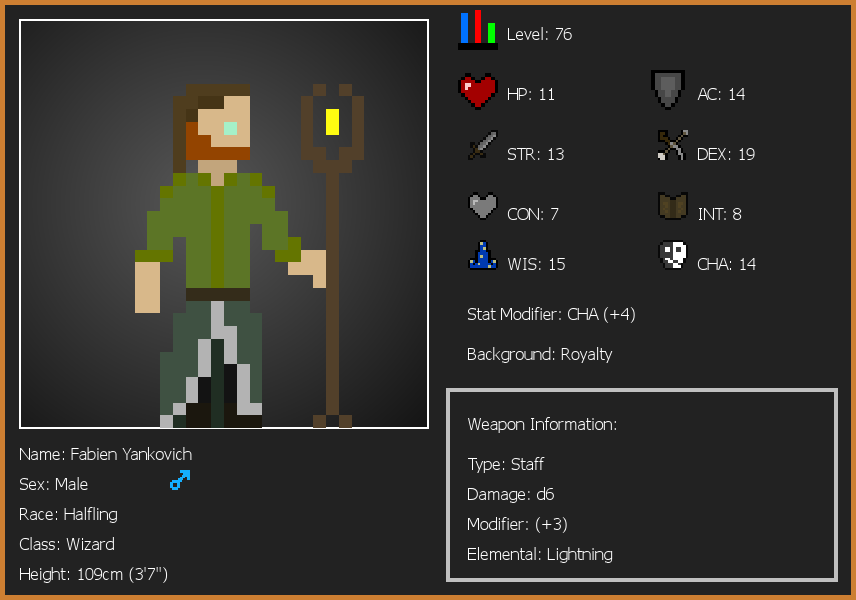 Level: 76
HP: 11
AC: 14
STR: 13
DEX: 19
CON: 7
INT: 8
WIS: 15
CHA: 14
Stat Modifier: CHA (+4)
Background: Royalty
Weapon Information:
Type: Staff
Damage: d6
Modifier: (+3)
Elemental: Lightning
Name: Fabien Yankovich
Sex: Male
Race: Halfling
Class: Wizard
Height: 109cm (3'7")